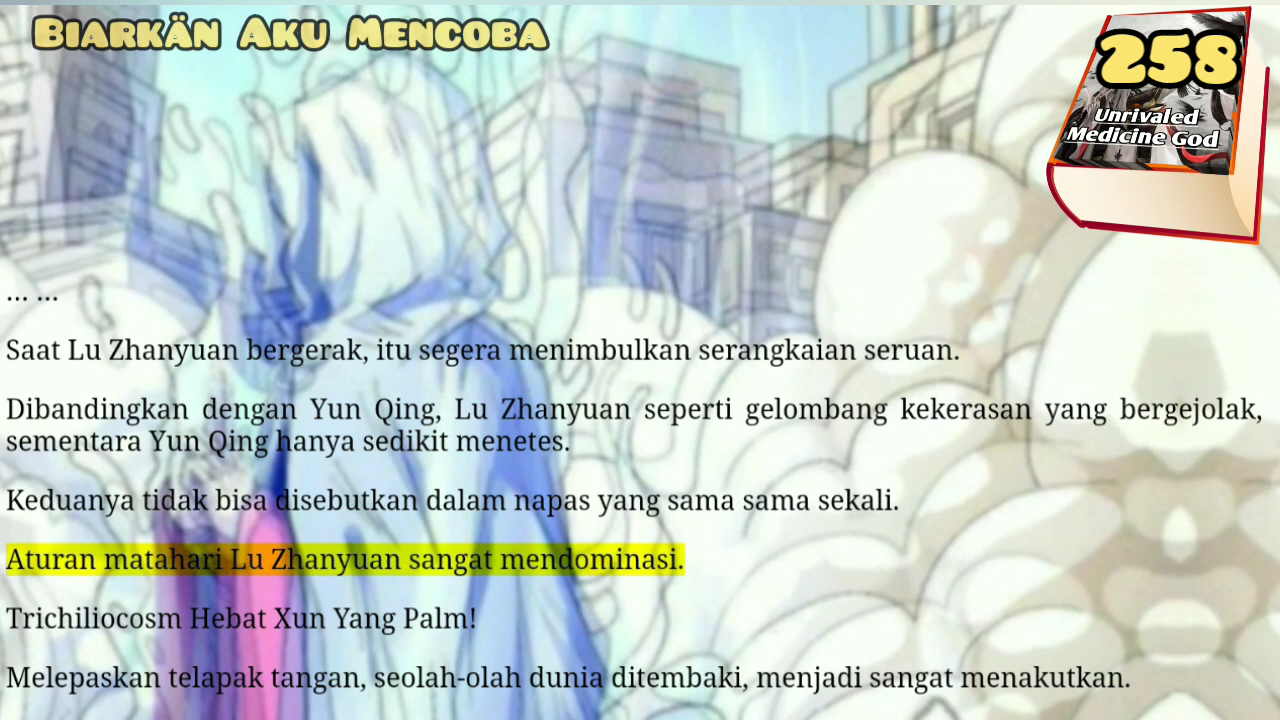 Biarkän Aku Mencoba
258
Unrivaled
Medicine God
... ...
Saat Lu Zhanyuan bergerak, itu segera menimbulkan serangkaian seruan.
Dibandingkan dengan Yun Qing, Lu Zhanyuan seperti gelombang kekerasan yang bergejolak,
sementara Yun Qing hanya sedikit menetes.
Keduanya tidak bisa disebutkan dalam napas yang sama sama sekali.
Aturan matahari Lu Zhanyuan sangat mendominasi.
Trichiliocosm Hebat Xun Yang Palm!
Melepaskan telapak tangan, seolah-olah dunia ditembaki, menjadi sangat menakutkan.